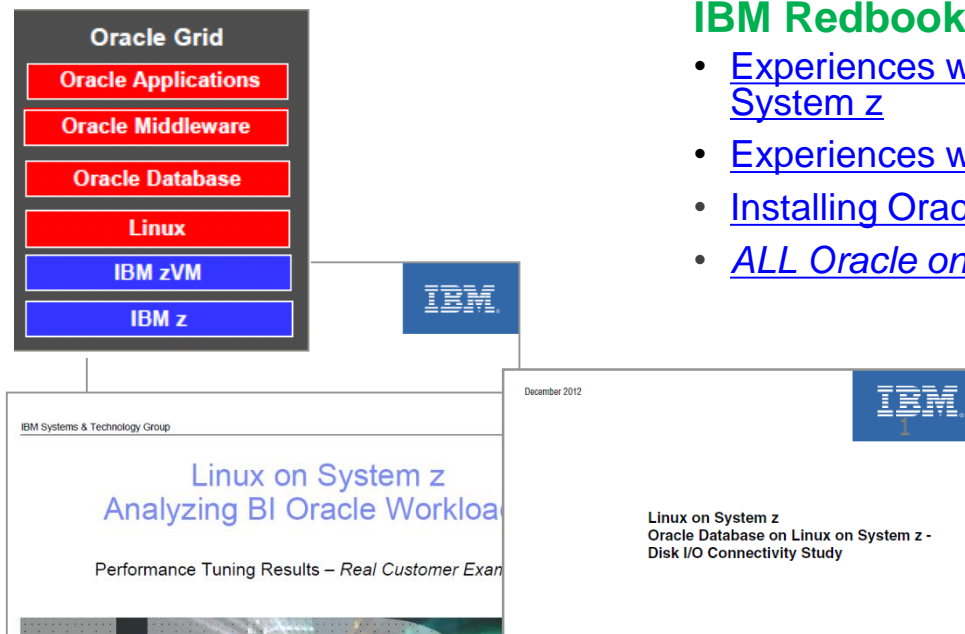 Oracle Grid
Oracle Applications
Oracle Middleware
Oracle Database
Linux
IBM zVM
IBM z
IBM Redbook
• Experiences w
System z
• Experiences w
• Installing Orac
• ALL Oracle on
IBM
IBM Systems & Technology Group
Linux on System z
Analyzing BI Oracle Workloa
Performance Tuning Results – Real Customer Exan
December 2012
IBM
1
Linux on System z
Oracle Database on Linux on System z -
Disk I/O Connectivity Study